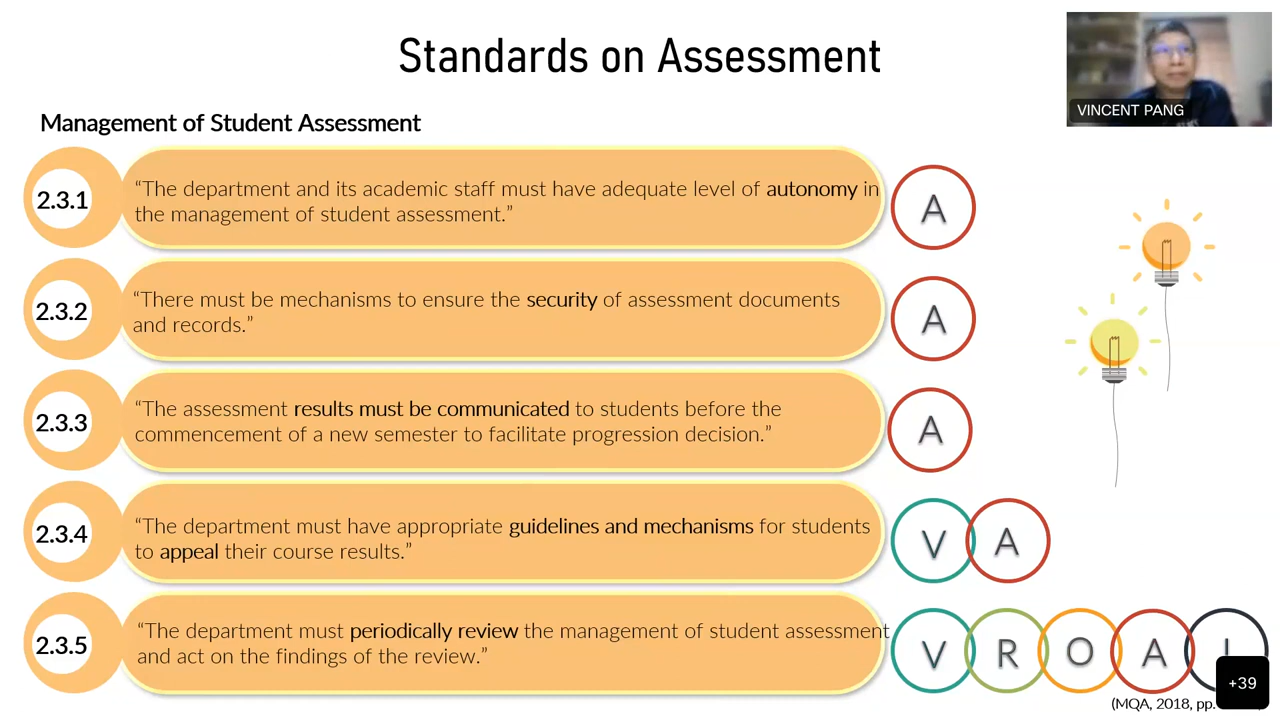 Standards on Assessment
VINCENT PANG
Management of Student Assessment
2.3.1
“The department and its academic staff must have adequate level of autonomy in
the management of student assessment.”
A
2.3.2
“There must be mechanisms to ensure the security of assessment documents
and records.”
A
2.3.3
“The assessment results must be communicated to students before the
commencement of a new semester to facilitate progression decision.”
A
2.3.4
“The department must have appropriate guidelines and mechanisms for students
to appeal their course results.”
V A
2.3.5
“The department must periodically review the management of student assessment
and act on the findings of the review.”
V R O A
+39
(MQA, 2018, pp.